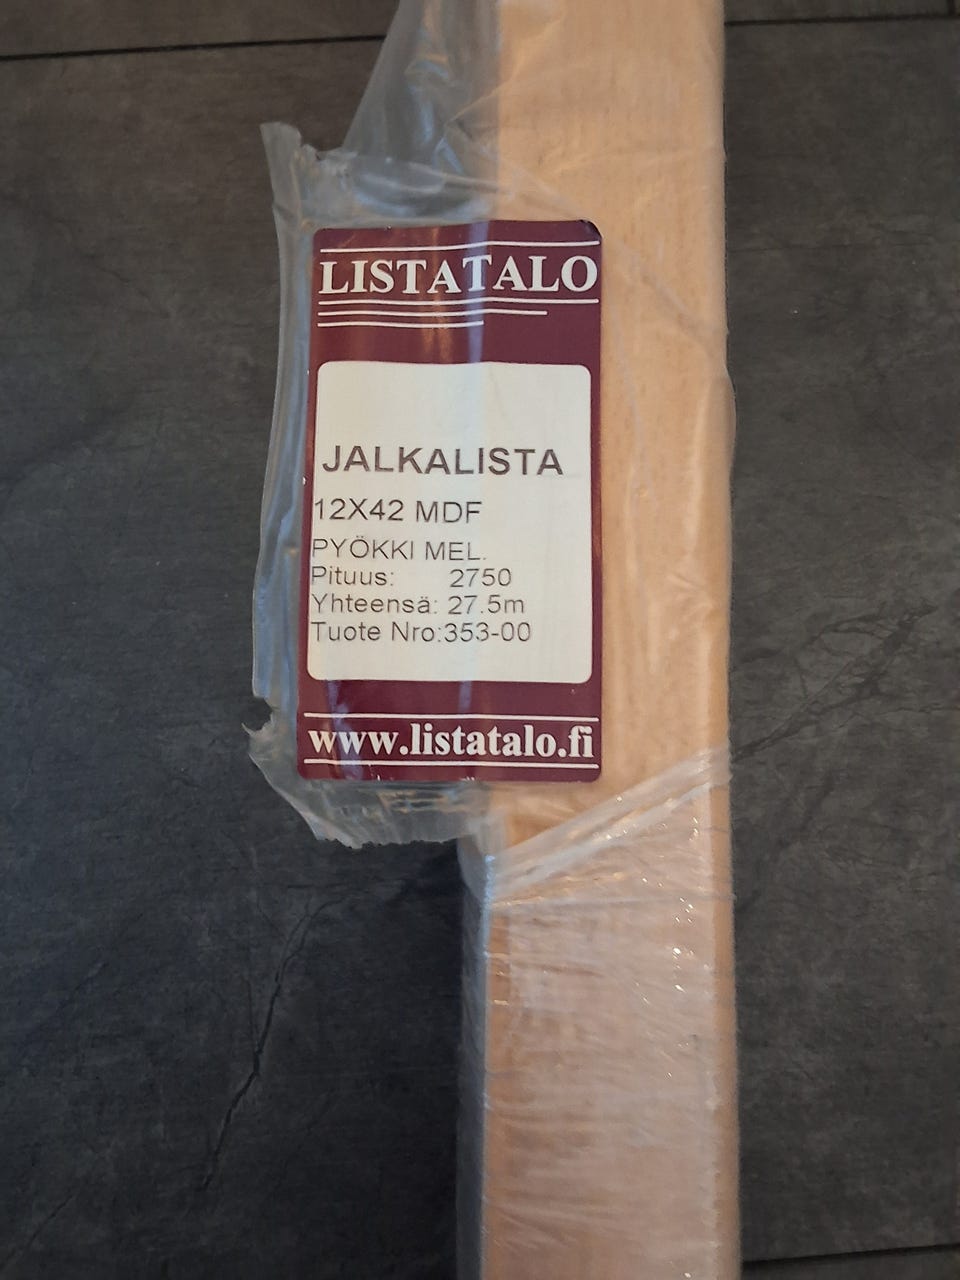 LISTATALO
JALKALISTA
12X42 MDF
PYÖKKI MEL.
Pituus: 2750
Yhteensä: 27.5m
Tuote Nro:353-00
www.listatalo.fi